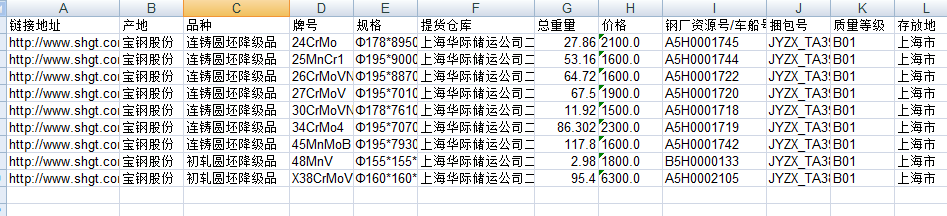 A B C D E F G H I J K L
链接地址 产地 品种 牌号 规格 提货仓库 总重量 价格 钢厂资源号/车船号 捆包号 质量等级 存放地
http://www.shgt.com 宝钢股份 连铸圆坯降级品 24CrMo Φ178*8950 上海华际储运公司二 27.86 2100.0 A5H0001745 JYZX_TA39 B01 上海市
http://www.shgt.com 宝钢股份 连铸圆坯降级品 25MnCr1 Φ195*9000 上海华际储运公司二 53.16 1600.0 A5H0001744 JYZX_TA39 B01 上海市
http://www.shgt.com 宝钢股份 连铸圆坯降级品 26CrMoVN Φ195*8870 上海华际储运公司二 64.72 1600.0 A5H0001722 JYZX_TA39 B01 上海市
http://www.shgt.com 宝钢股份 连铸圆坯降级品 27CrMoV Φ195*7010 上海华际储运公司二 67.5 1900.0 A5H0001720 JYZX_TA39 B01 上海市
http://www.shgt.com 宝钢股份 连铸圆坯降级品 30CrMoVN Φ178*7610 上海华际储运公司二 11.92 1500.0 A5H0001718 JYZX_TA39 B01 上海市
http://www.shgt.com 宝钢股份 连铸圆坯降级品 34CrMo4 Φ195*7070 上海华际储运公司二 86.302 2300.0 A5H0001719 JYZX_TA39 B01 上海市
http://www.shgt.com 宝钢股份 连铸圆坯降级品 45MnMoB Φ195*7930 上海华际储运公司二 117.8 1600.0 A5H0001742 JYZX_TA39 B01 上海市
http://www.shgt.com 宝钢股份 初轧圆坯降级品 48MnV Φ155*155* 上海华际储运公司二 2.98 1800.0 B5H0000133 JYZX_TA39 B01 上海市
http://www.shgt.com 宝钢股份 初轧圆坯降级品 X38CrMoV Φ160*160* 上海华际储运公司二 95.4 6300.0 A5H0002105 JYZX_TA38 B01 上海市